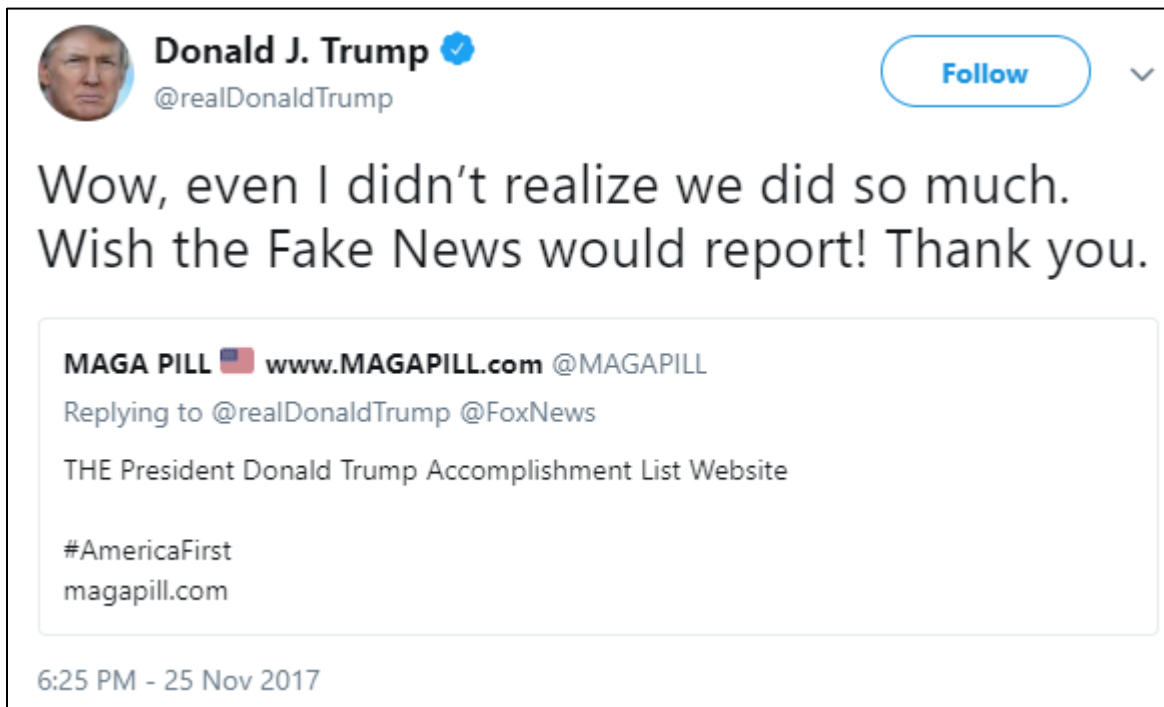 Donald J. Trump
@realDonaldTrump
Follow
Wow, even I didn’t realize we did so much.
Wish the Fake News would report! Thank you.
MAGA PILL 🇺🇸 www.MAGAPILL.com @MAGAPILL
Replying to @realDonaldTrump @FoxNews
THE President Donald Trump Accomplishment List Website
#AmericaFirst
magapill.com
6:25 PM - 25 Nov 2017